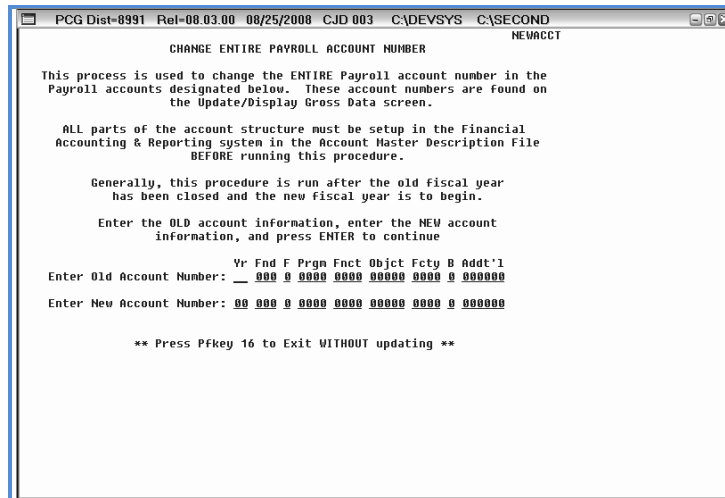 PCG Dist=8991 Rel=08.03.00 08/25/2008 CJD 003 C:\DEVSYS C:\SECOND
NEWACCT
CHANGE ENTIRE PAYROLL ACCOUNT NUMBER
This process is used to change the ENTIRE Payroll account number in the
Payroll accounts designated below. These account numbers are found on
the Update/Display Gross Data screen.
ALL parts of the account structure must be setup in the Financial
Accounting & Reporting system in the Account Master Description File
BEFORE running this procedure.
Generally, this procedure is run after the old fiscal year
has been closed and the new fiscal year is to begin.
Enter the OLD account information, enter the NEW account
information, and press ENTER to continue
Yr Fnd F Prgm Fnct Objct Fcty B Addt'l
Enter Old Account Number: __ 000 0 0000 0000 00000 0000 0 000000
Enter New Account Number: 00 000 0 0000 0000 00000 0000 0 000000
** Press Pfkey 16 to Exit WITHOUT updating **